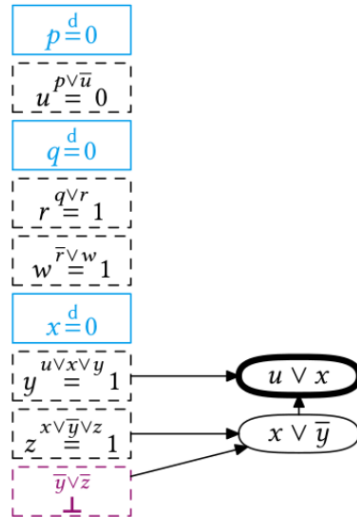 p d= 0
u p∨u̅= 0
q d= 0
r q∨r= 1
w r̅∨w= 1
x d= 0
y u∨x∨y= 1
u ∨ x
z x∨y̅∨z= 1
x ∨ y̅
y̅∨z̅
⊥